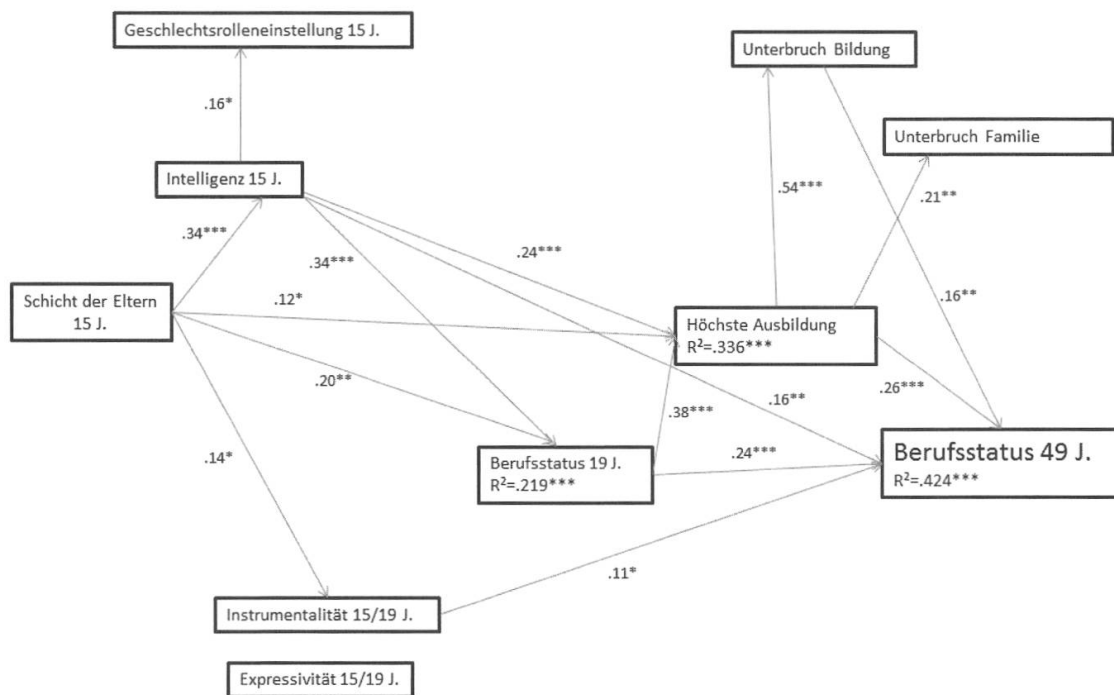 Geschlechtsrolleneinstellung 15 J.
Unterbruch Bildung
.16*
Unterbruch Familie
Intelligenz 15 J.
.54***
.21**
.34***
.24***
.34***
.12*
Schicht der Eltern
15 J.
.16**
Höchste Ausbildung
R²=.336***
.20**
.16**
.26***
.38***
.14*
Berufsstatus 19 J.
R²=.219***
.24***
Berufsstatus 49 J.
R²=.424***
.11*
Instrumentalität 15/19 J.
Expressivität 15/19 J.